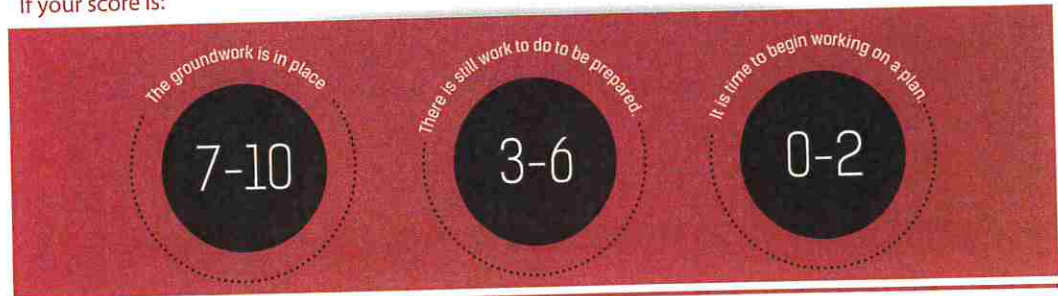 If your score is:
The groundwork is in place
7-10
There is still work to do to be prepared.
3-6
It is time to begin working on a plan.
0-2